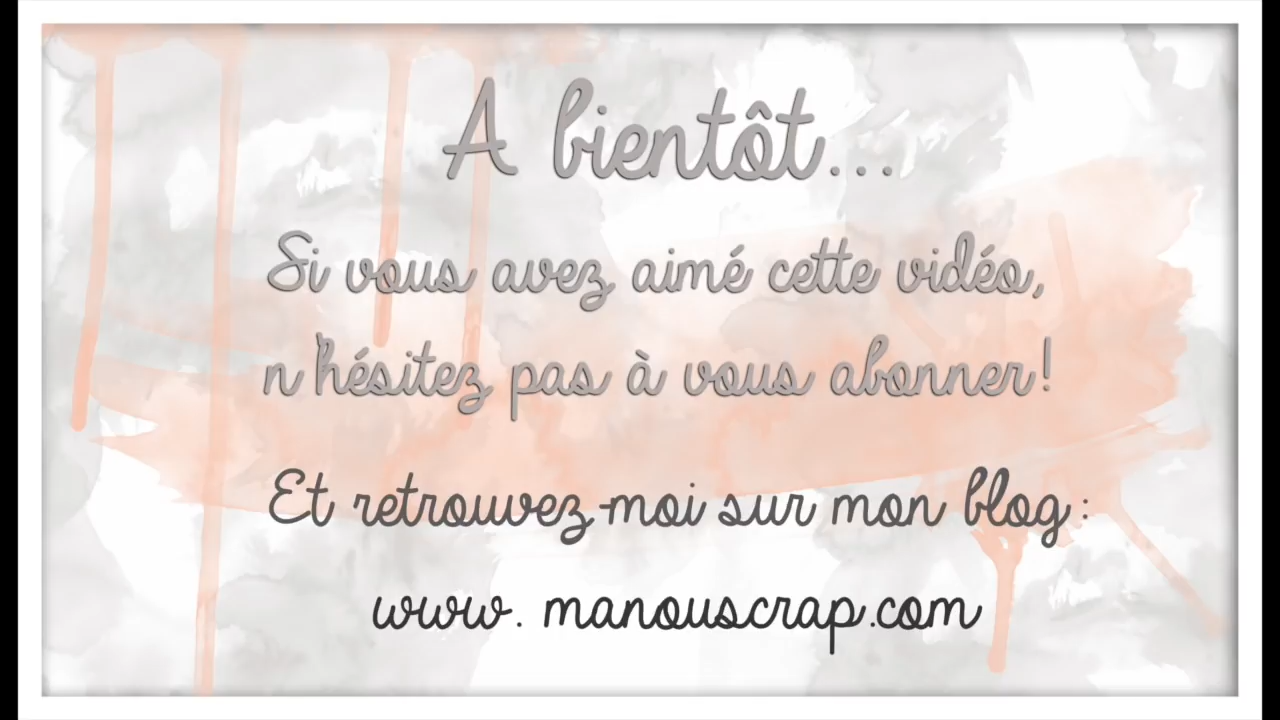 A bientôt...
Si vous avez aimé cette vidéo,
n'hésitez pas à vous abonner!
Et retrouvez-moi sur mon blog:
www. manouscrap.com